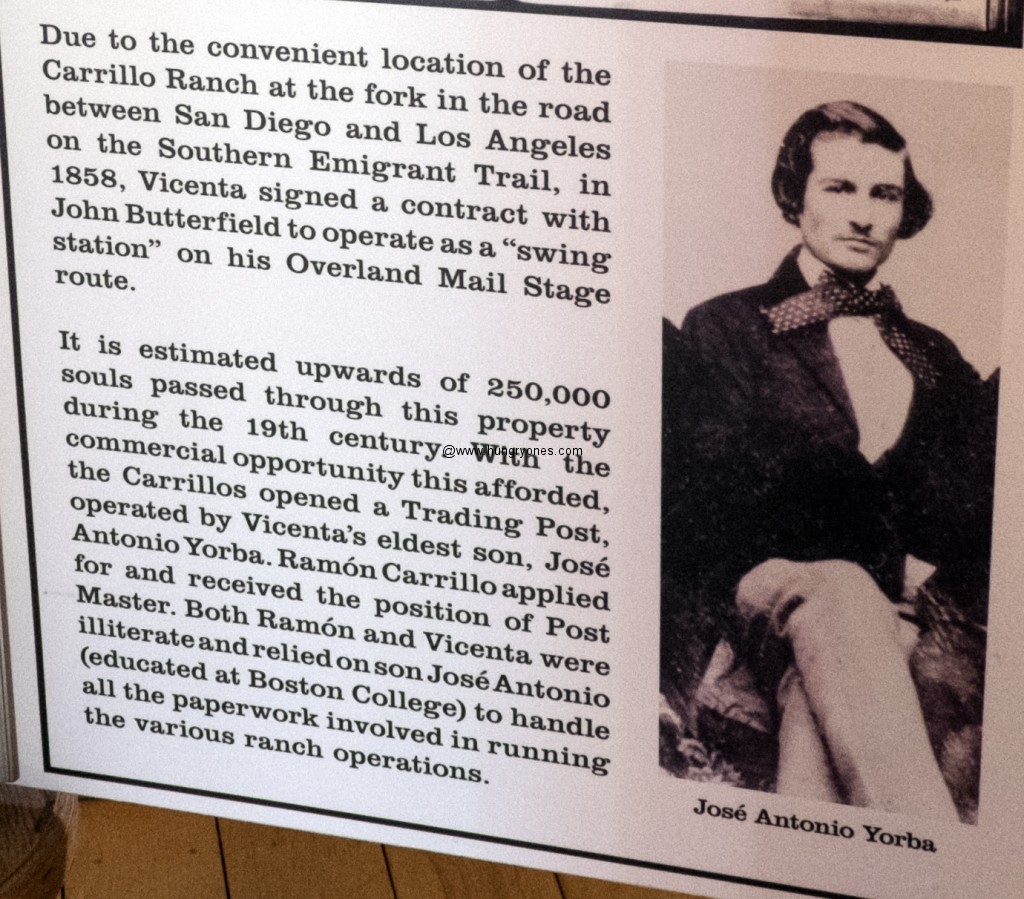 Due to the convenient location of the
Carrillo Ranch at the fork in the road
between San Diego and Los Angeles
on the Southern Emigrant Trail, in
1858, Vicenta signed a contract with
John Butterfield to operate as a “swing
station” on his Overland Mail Stage
route.
It is estimated upwards of 250,000
souls passed through this property
during the 19th century. With the
commercial opportunity this afforded,
the Carrillos opened a Trading Post,
operated by Vicenta’s eldest son, José
Antonio Yorba. Ramón Carrillo applied
for and received the position of Post
Master. Both Ramón and Vicenta were
illiterate and relied on son José Antonio
(educated at Boston College) to handle
all the paperwork involved in running
the various ranch operations.
@www.hungryones.com
José Antonio Yorba